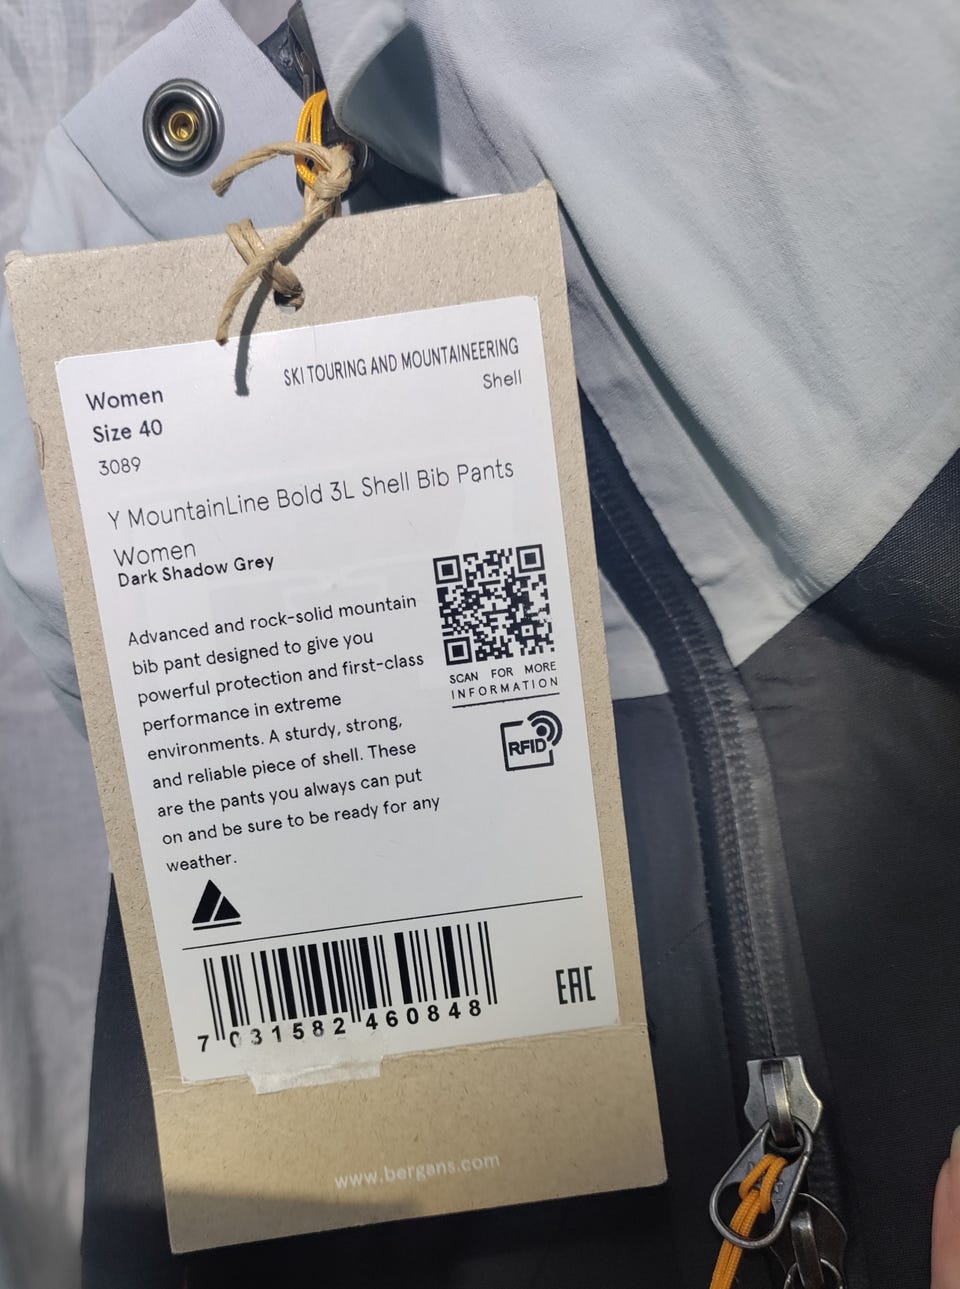 Women
Size 40
3089
SKI TOURING AND MOUNTAINEERING
Shell
Y MountainLine Bold 3L Shell Bib Pants
Women
Dark Shadow Grey
Advanced and rock-solid mountain
bib pant designed to give you
powerful protection and first-class
performance in extreme
environments. A sturdy, strong,
and reliable piece of shell. These
are the pants you always can put
on and be sure to be ready for any
weather.
SCAN FOR MORE
INFORMATION
RFID
7 031582 460848
EAC
www.bergans.com